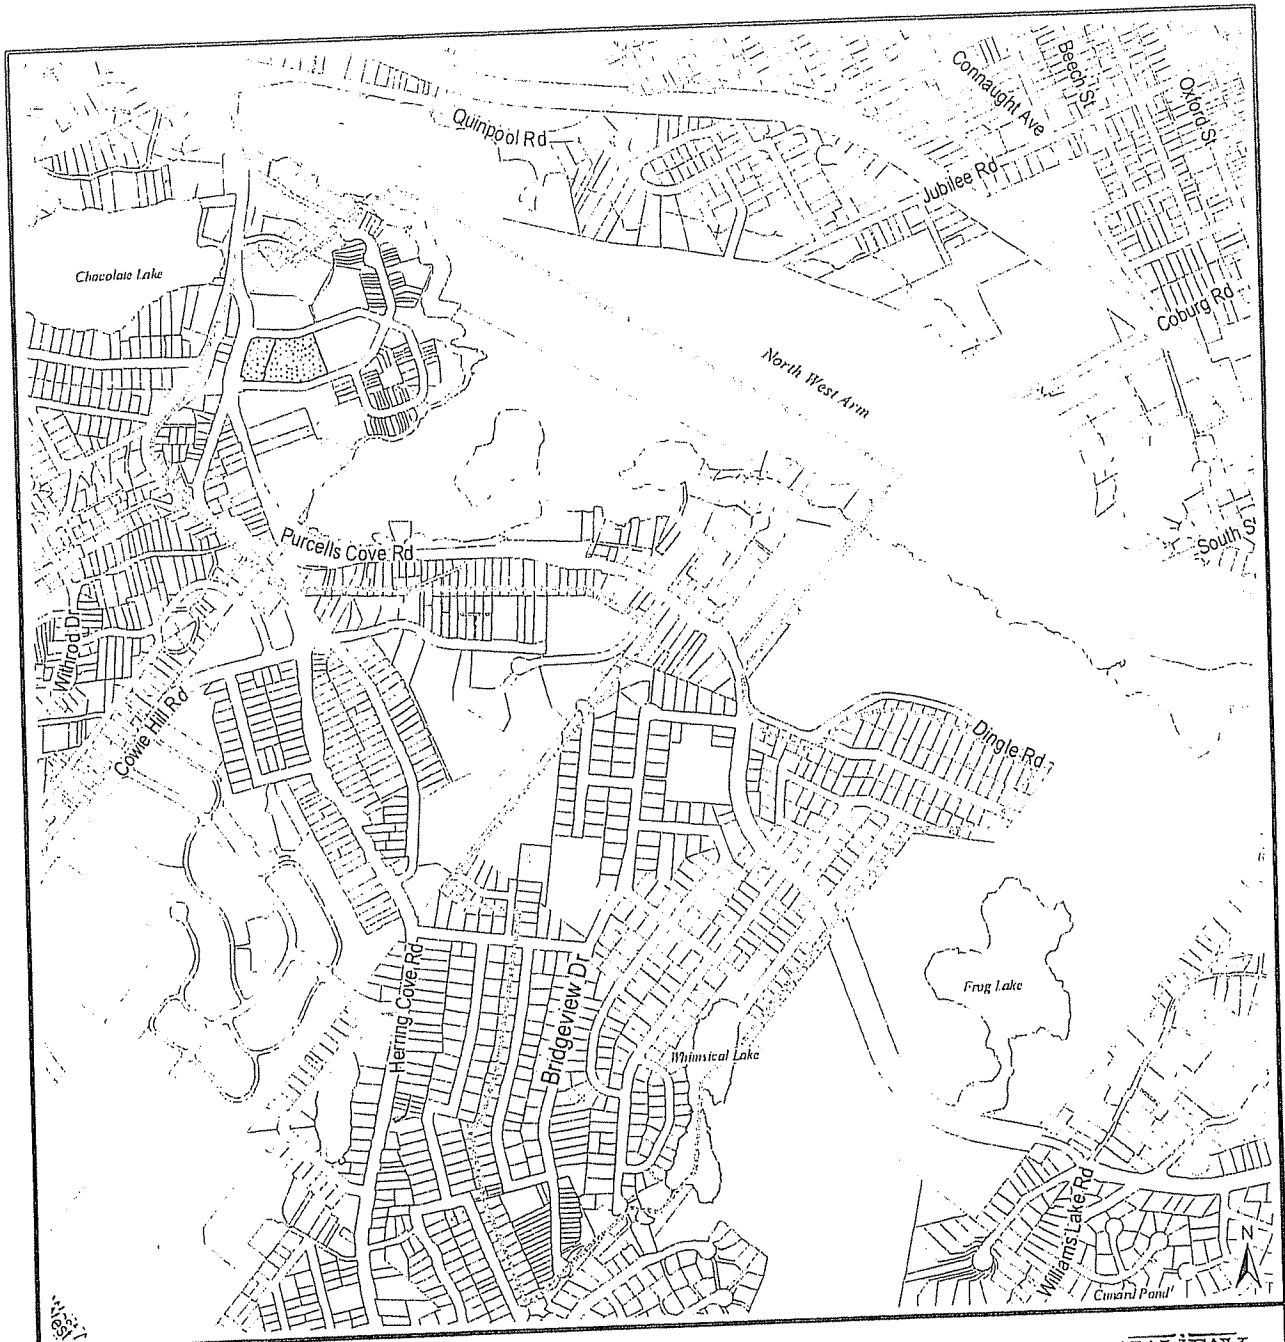 Connaught Ave
Beech St
Oxford St
Quinpool Rd
Jubilee Rd
Chocolate Lake
Coburg Rd
North West Arm
South S
Purcells Cove Rd
Withrod Dr
Cowie Hill Rd
Dingle Rd
Herring Cove Rd
Bridgeview Dr
Frog Lake
Whimsical Lake
Williams Lake Rd
N
Cunard Pond